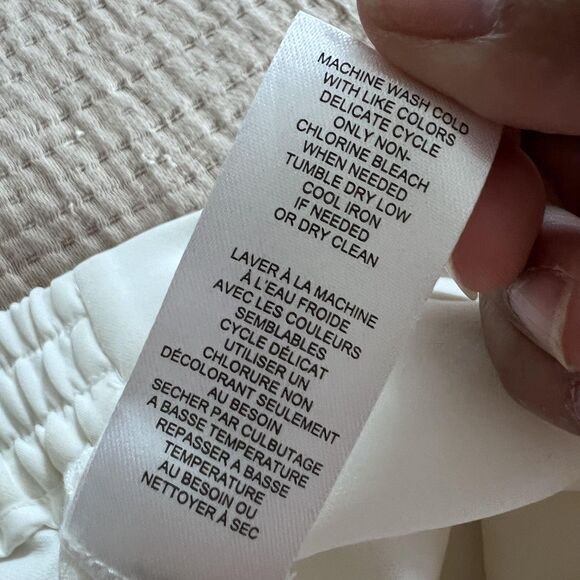 MACHINE WASH COLD
WITH LIKE COLORS
DELICATE CYCLE
ONLY NON-
CHLORINE BLEACH
WHEN NEEDED
TUMBLE DRY LOW
COOL IRON
IF NEEDED
OR DRY CLEAN
LAVER À LA MACHINE
À L'EAU FROIDE
AVEC LES COULEURS
SEMBLABLES
CYCLE DÉLICAT
UTILISER UN
CHLORURE NON
DÉCOLORANT SEULEMENT
AU BESOIN
SECHER PAR CULBUTAGE
A BASSE TEMPERATURE
REPASSER A BASSE
TEMPERATURE
AU BESOIN OU
NETTOYER À SEC